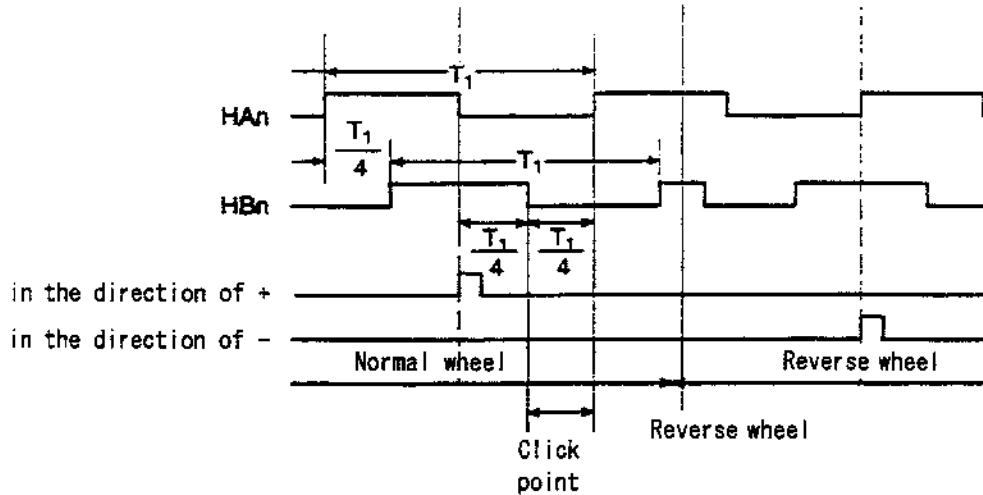 T₁
HAn
T₁
4
T₁
HBn
T₁
4
T₁
4
in the direction of +
in the direction of -
Normal wheel
Reverse wheel
Reverse wheel
Click
point